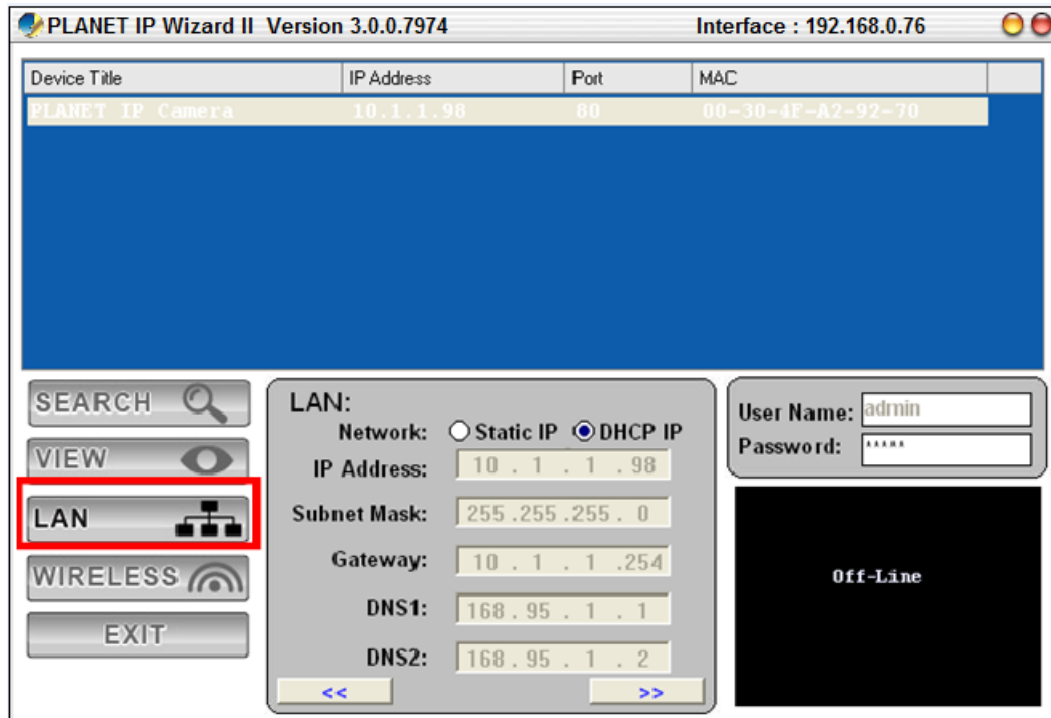 PLANET IP Wizard II Version 3.0.0.7974 Interface : 192.168.0.76
Device Title IP Address Port MAC
PLANET IP Camera 10.1.1.98 80 00-30-4F-A2-92-70
SEARCH
VIEW
LAN
WIRELESS
EXIT
LAN:
Network: Static IP DHCP IP
IP Address: 10 . 1 . 1 . 98
Subnet Mask: 255 .255 .255 . 0
Gateway: 10 . 1 . 1 .254
DNS1: 168 . 95 . 1 . 1
DNS2: 168 . 95 . 1 . 2
<< >>
User Name: admin
Password: *****
Off-Line